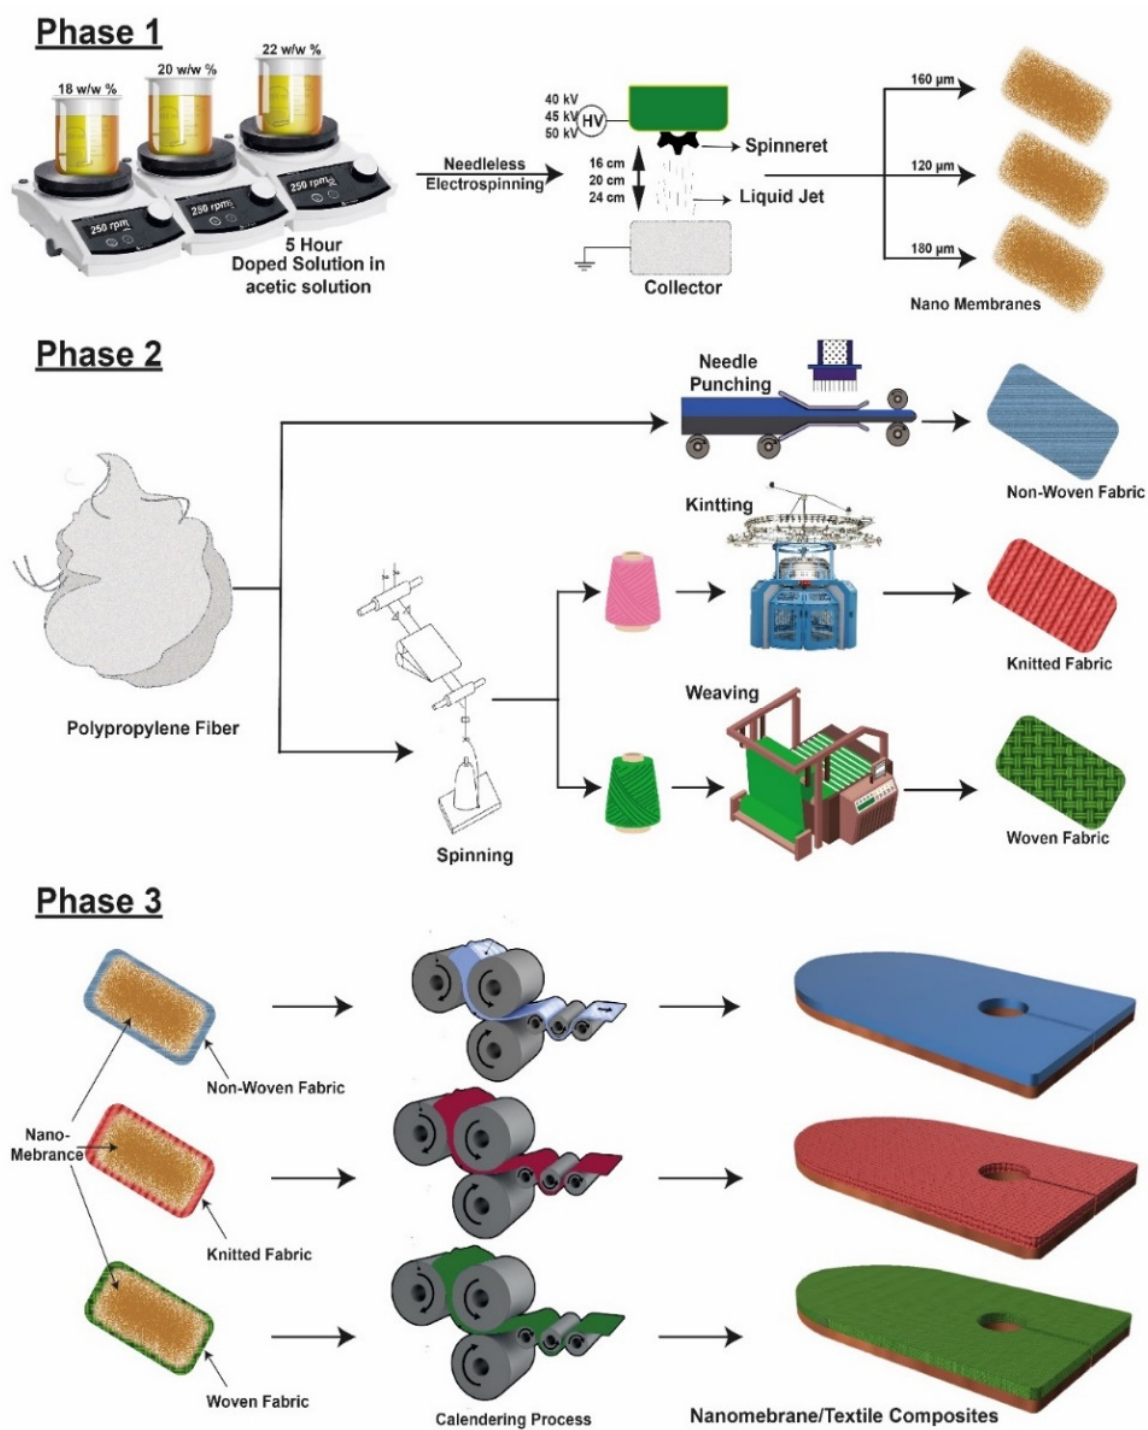 Phase 1
18 w/w %
20 w/w %
22 w/w %
250 rpm
250 rpm
250 rpm
5 Hour
Doped Solution in
acetic solution
Needleless
Electrospinning
40 kV
45 kV
50 kV
HV
16 cm
20 cm
24 cm
Spinneret
Liquid Jet
Collector
160 µm
120 µm
180 µm
Nano Membranes
Phase 2
Polypropylene Fiber
Needle
Punching
Non-Woven Fabric
Kintting
Knitted Fabric
Spinning
Weaving
Woven Fabric
Phase 3
Nano-
Mebrance
Non-Woven Fabric
Knitted Fabric
Woven Fabric
Calendering Process
Nanomebrane/Textile Composites